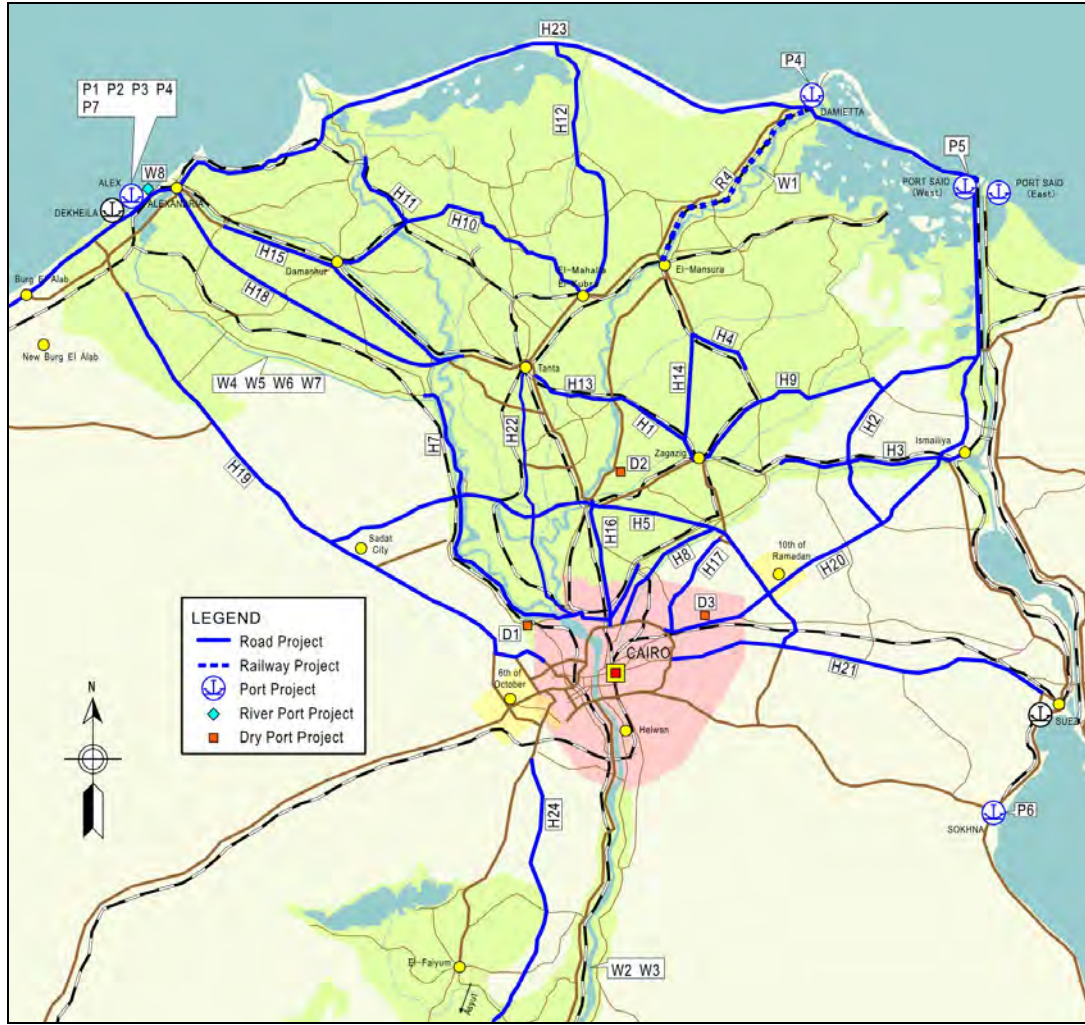 H23
P4
P1 P2 P3 P4
P7
DAMIETTA
H12
P5
W8
ALEX
R4
W1
PORT SAID
(West)
PORT SAID
(East)
DEKHEILA
ALEXANDRIA
H11
H10
H15
Damanhur
El-Mahalla
El-Kubra
El-Mansura
Burg El Alab
H18
H4
New Burg El Alab
Tanta
W4 W5 W6 W7
H13
H14
H9
H1
H2
H22
H7
Ismailiya
H3
Zagazig
D2
H19
H5
H16
Sadat
City
H8
H17
10th of
Ramadan
H20
LEGEND
Road Project
Railway Project
Port Project
River Port Project
Dry Port Project
D1
D3
CAIRO
H21
6th of
October
N
Helwan
SUEZ
H24
P6
SOKHNA
El-Faiyum
Asyut
W2 W3